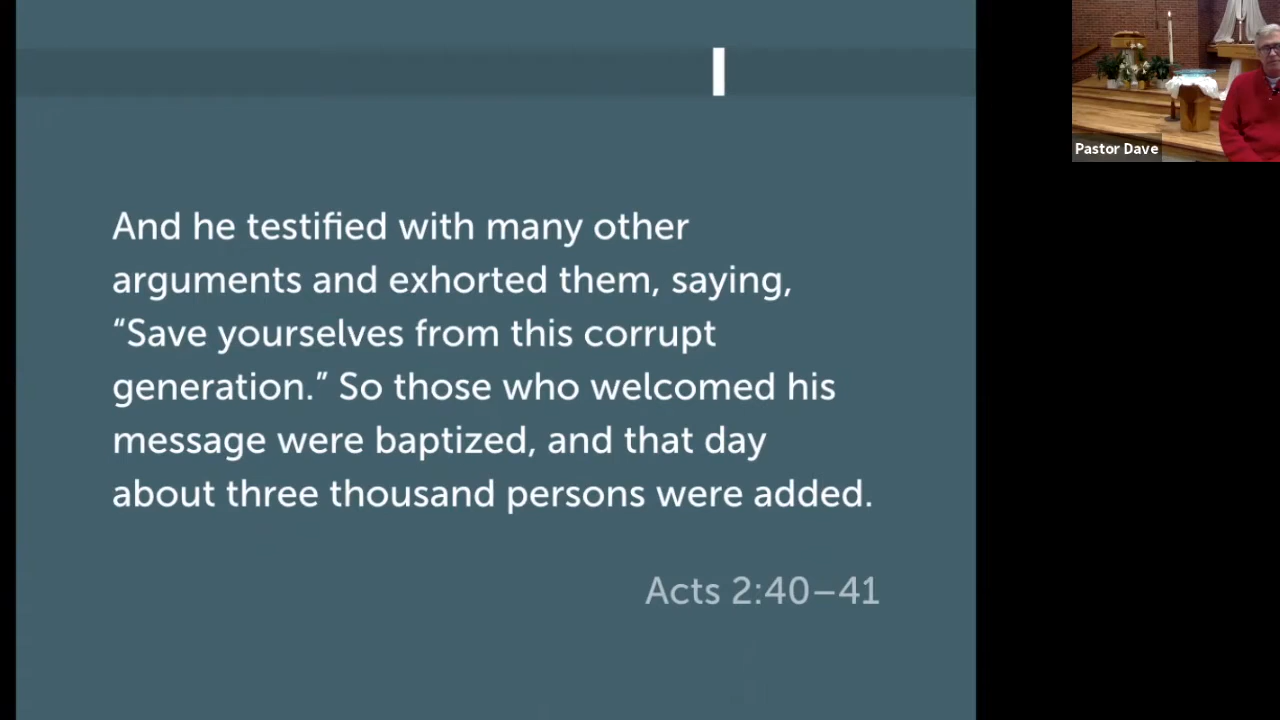 And he testified with many other
arguments and exhorted them, saying,
“Save yourselves from this corrupt
generation.” So those who welcomed his
message were baptized, and that day
about three thousand persons were added.
Acts 2:40–41
Pastor Dave